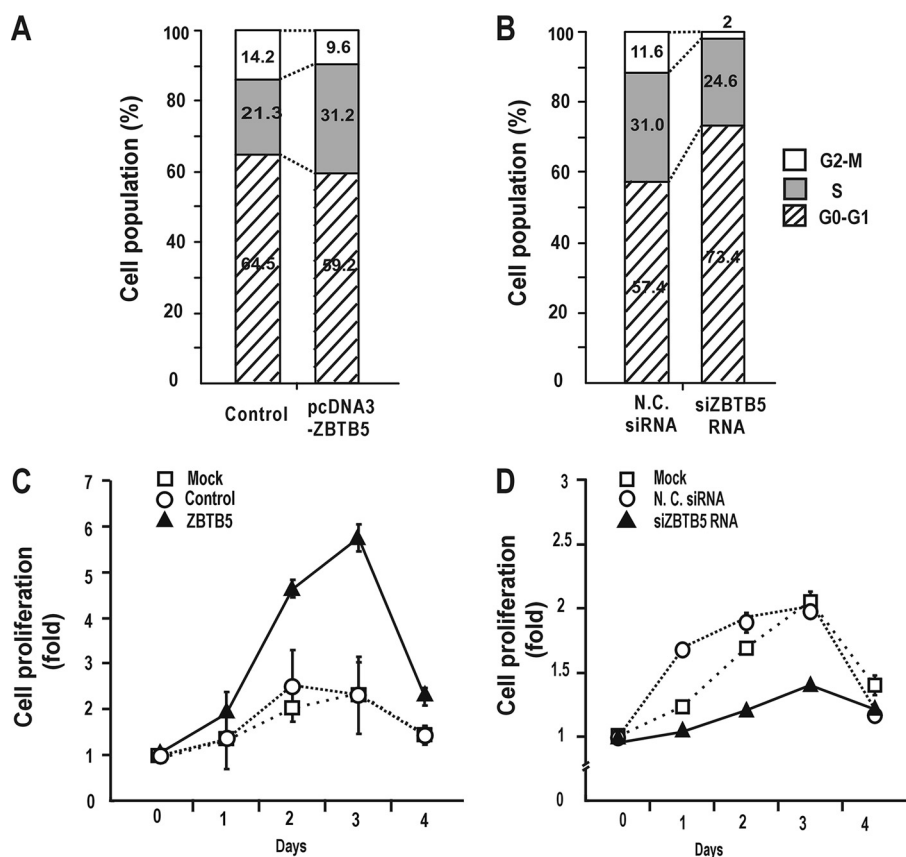 A
Cell population (%)
100
80
60
40
20
0
14.2
21.3
64.5
9.6
31.2
59.2
Control
pcDNA3
-ZBTB5
B
Cell population (%)
100
80
60
40
20
0
11.6
31.0
57.4
2
24.6
73.4
N.C.
siRNA
siZBTB5
RNA
G2-M
S
G0-G1
C
Mock
Control
ZBTB5
Cell proliferation
(fold)
7
6
5
4
3
2
1
0
0 1 2 3 4
Days
D
Mock
N. C. siRNA
siZBTB5 RNA
Cell proliferation
(fold)
3
2.5
2
1.5
1
0
0 1 2 3 4
Days